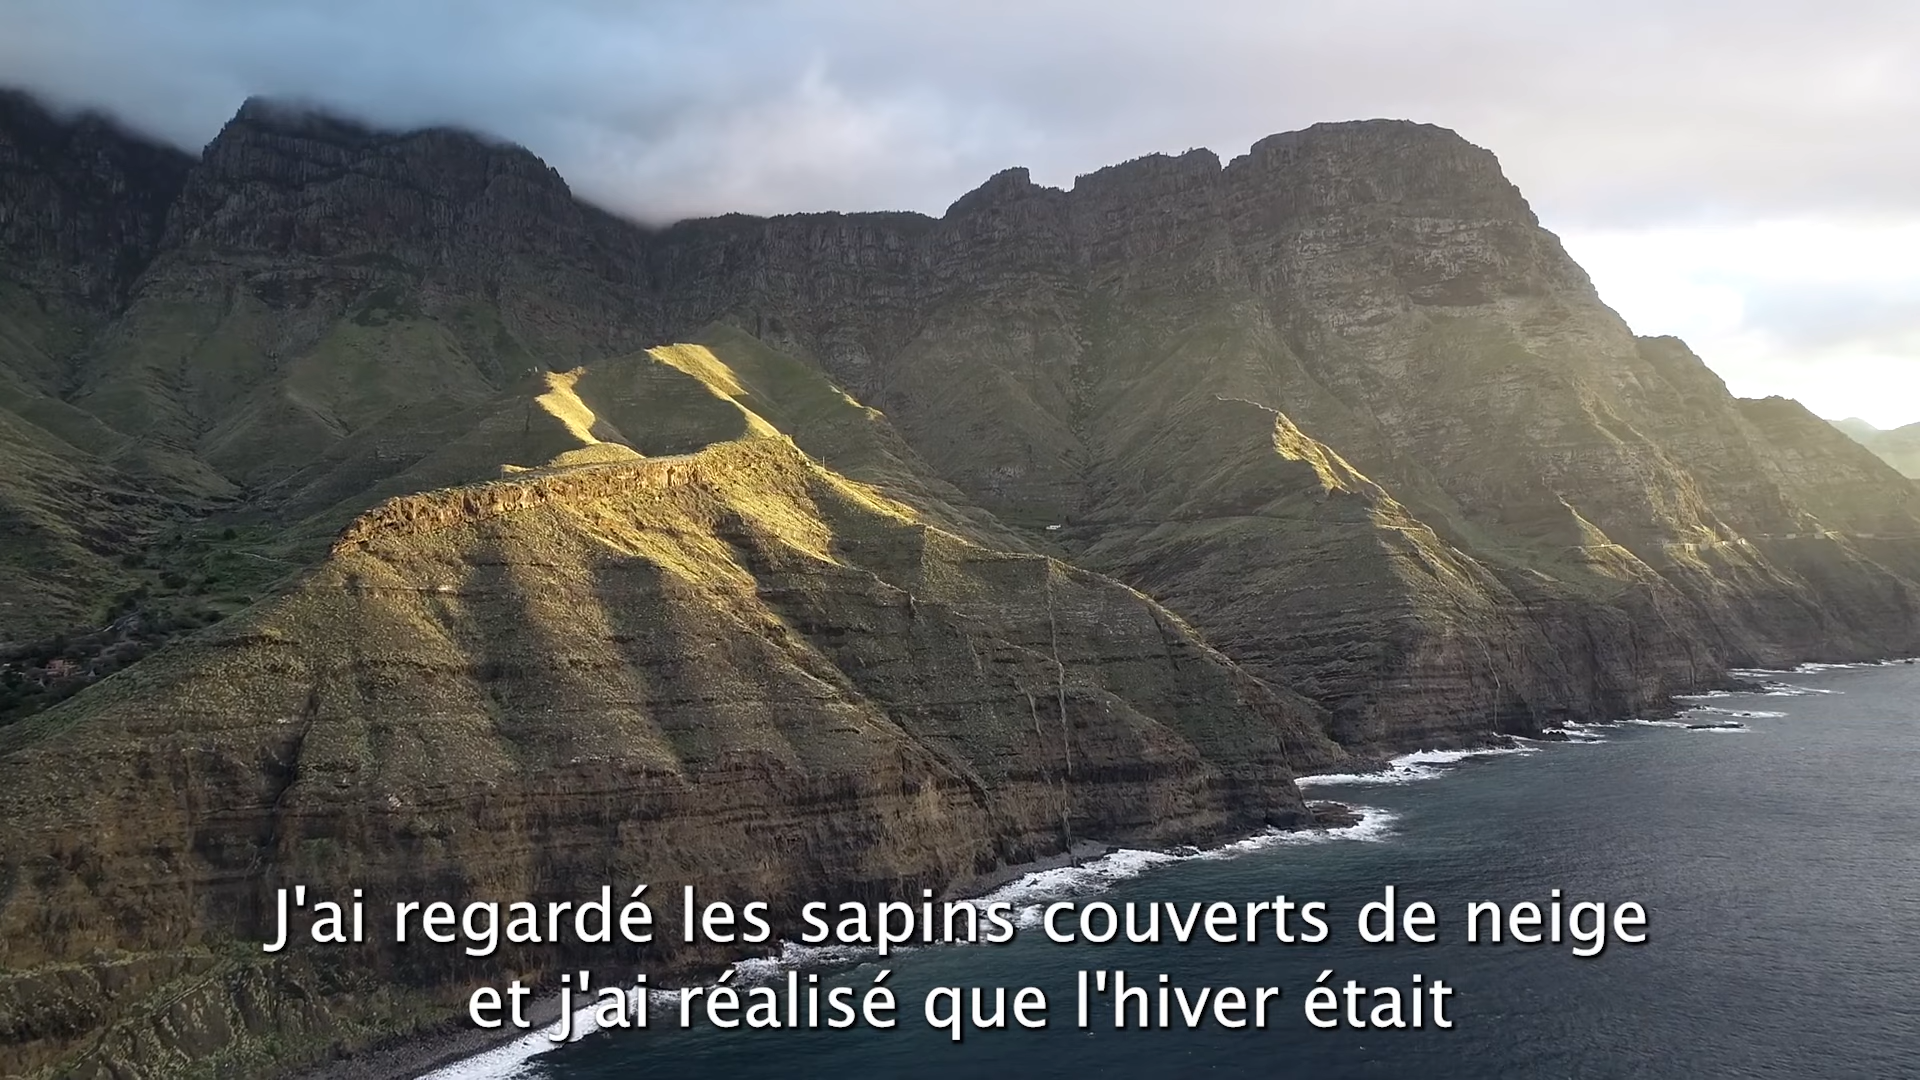 J'ai regardé les sapins couverts de neige
et j'ai réalisé que l'hiver était